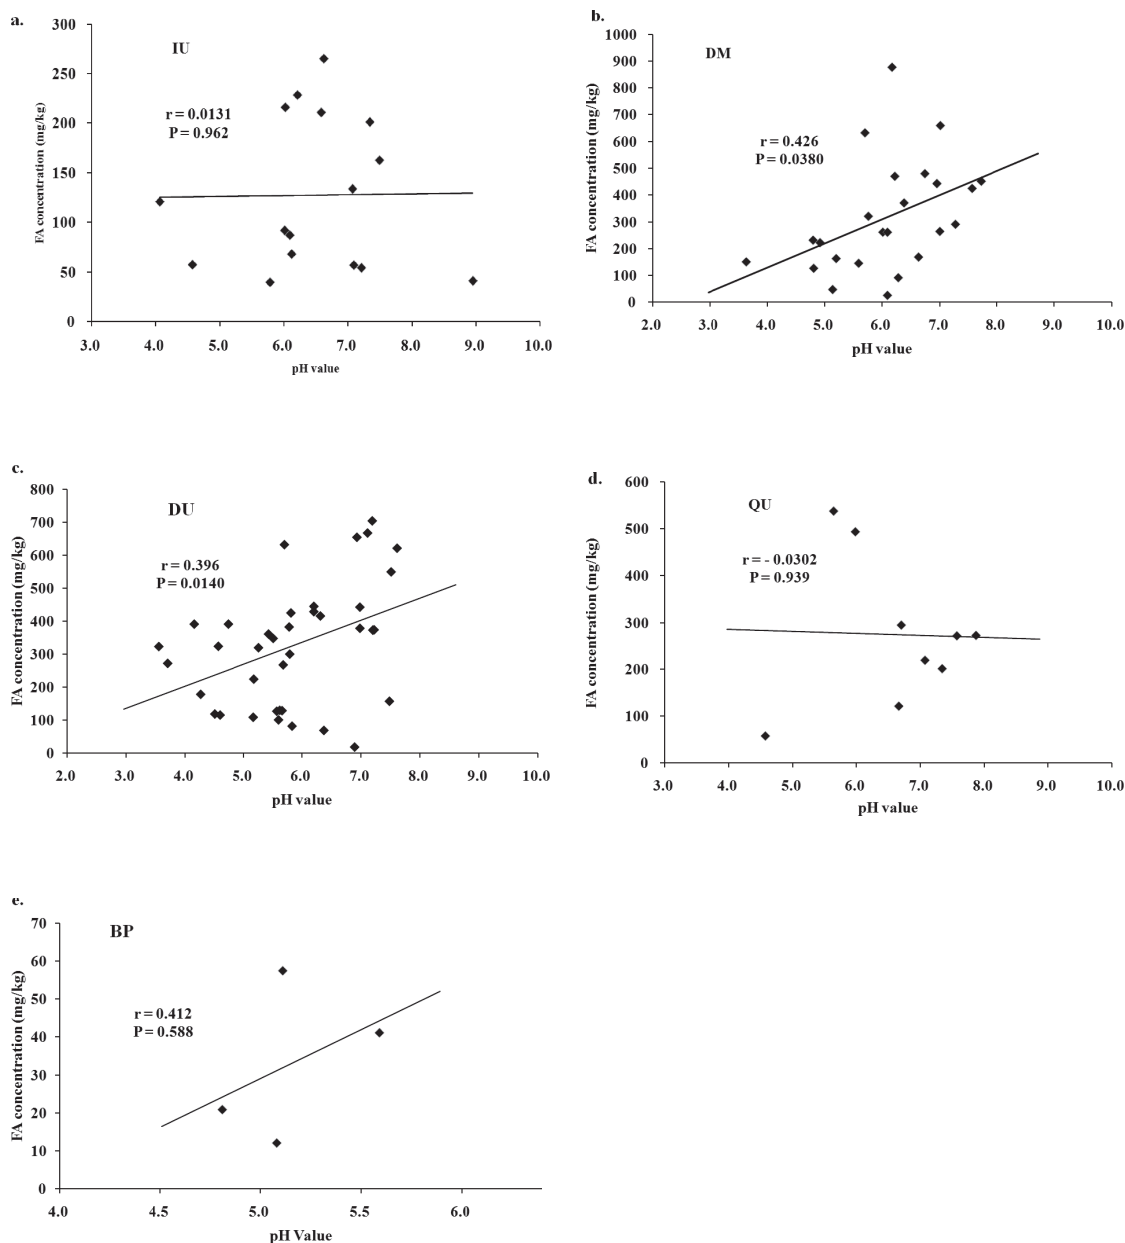 a.
IU
r = 0.0131
P = 0.962
FA concentration (mg/kg)
300
250
200
150
100
50
0
3.0 4.0 5.0 6.0 7.0 8.0 9.0 10.0
pH value
b.
DM
r = 0.426
P = 0.0380
FA concentration (mg/kg)
1000
900
800
700
600
500
400
300
200
100
0
2.0 3.0 4.0 5.0 6.0 7.0 8.0 9.0 10.0
pH value
c.
DU
r = 0.396
P = 0.0140
FA concentration (mg/kg)
800
700
600
500
400
300
200
100
0
2.0 3.0 4.0 5.0 6.0 7.0 8.0 9.0 10.0
pH value
d.
QU
r = - 0.0302
P = 0.939
FA concentration (mg/kg)
600
500
400
300
200
100
0
3.0 4.0 5.0 6.0 7.0 8.0 9.0 10.0
pH value
e.
BP
r = 0.412
P = 0.588
FA concentration (mg/kg)
70
60
50
40
30
20
10
0
4.0 4.5 5.0 5.5 6.0
pH Value